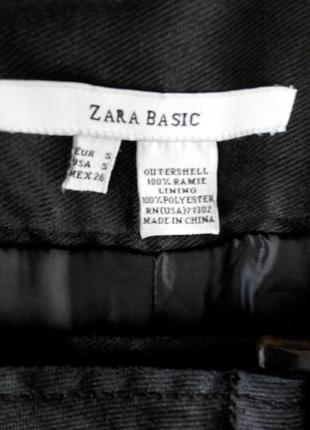 ZARA BASIC
EUR S
USA S
MEX 26
OUTERSHELL
100% RAMIE
LINING
100% POLYESTER
RN(USA)77302
MADE IN CHINA